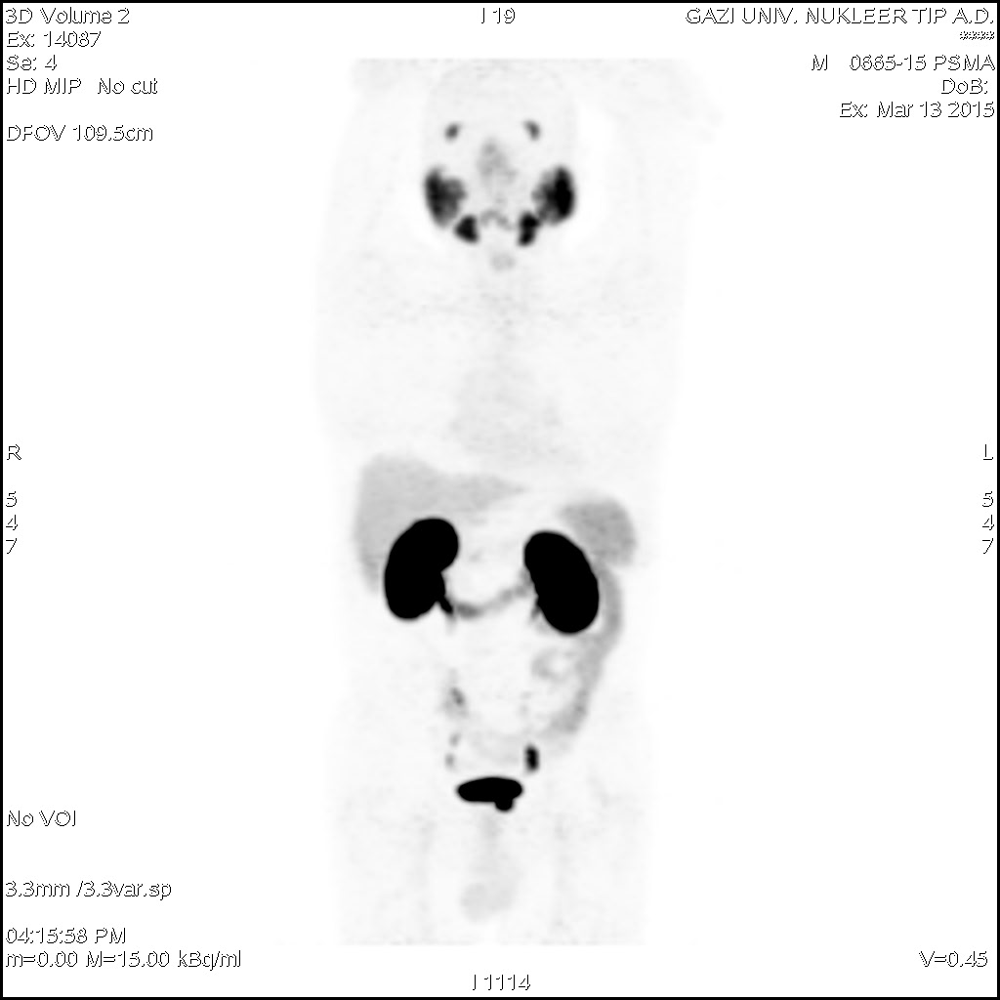 3D Volume 2
Ex: 14087
Se: 4
HD MIP No cut
DFOV 109.5cm
I 19
GAZI UNIV. NUKLEER TIP A.D.
****
M 0665-15 PSMA
DoB:
Ex: Mar 13 2015
R
5
4
7
L
5
4
7
No VOI
3.3mm /3.3var.sp
04:15:58 PM
m=0.00 M=15.00 kBq/ml
V=0.45
I 1114